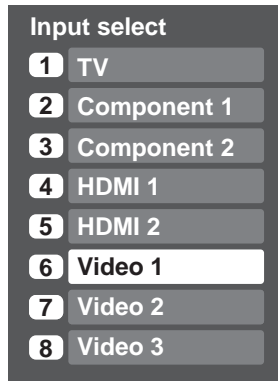 Input select
1 TV
2 Component 1
3 Component 2
4 HDMI 1
5 HDMI 2
6 Video 1
7 Video 2
8 Video 3